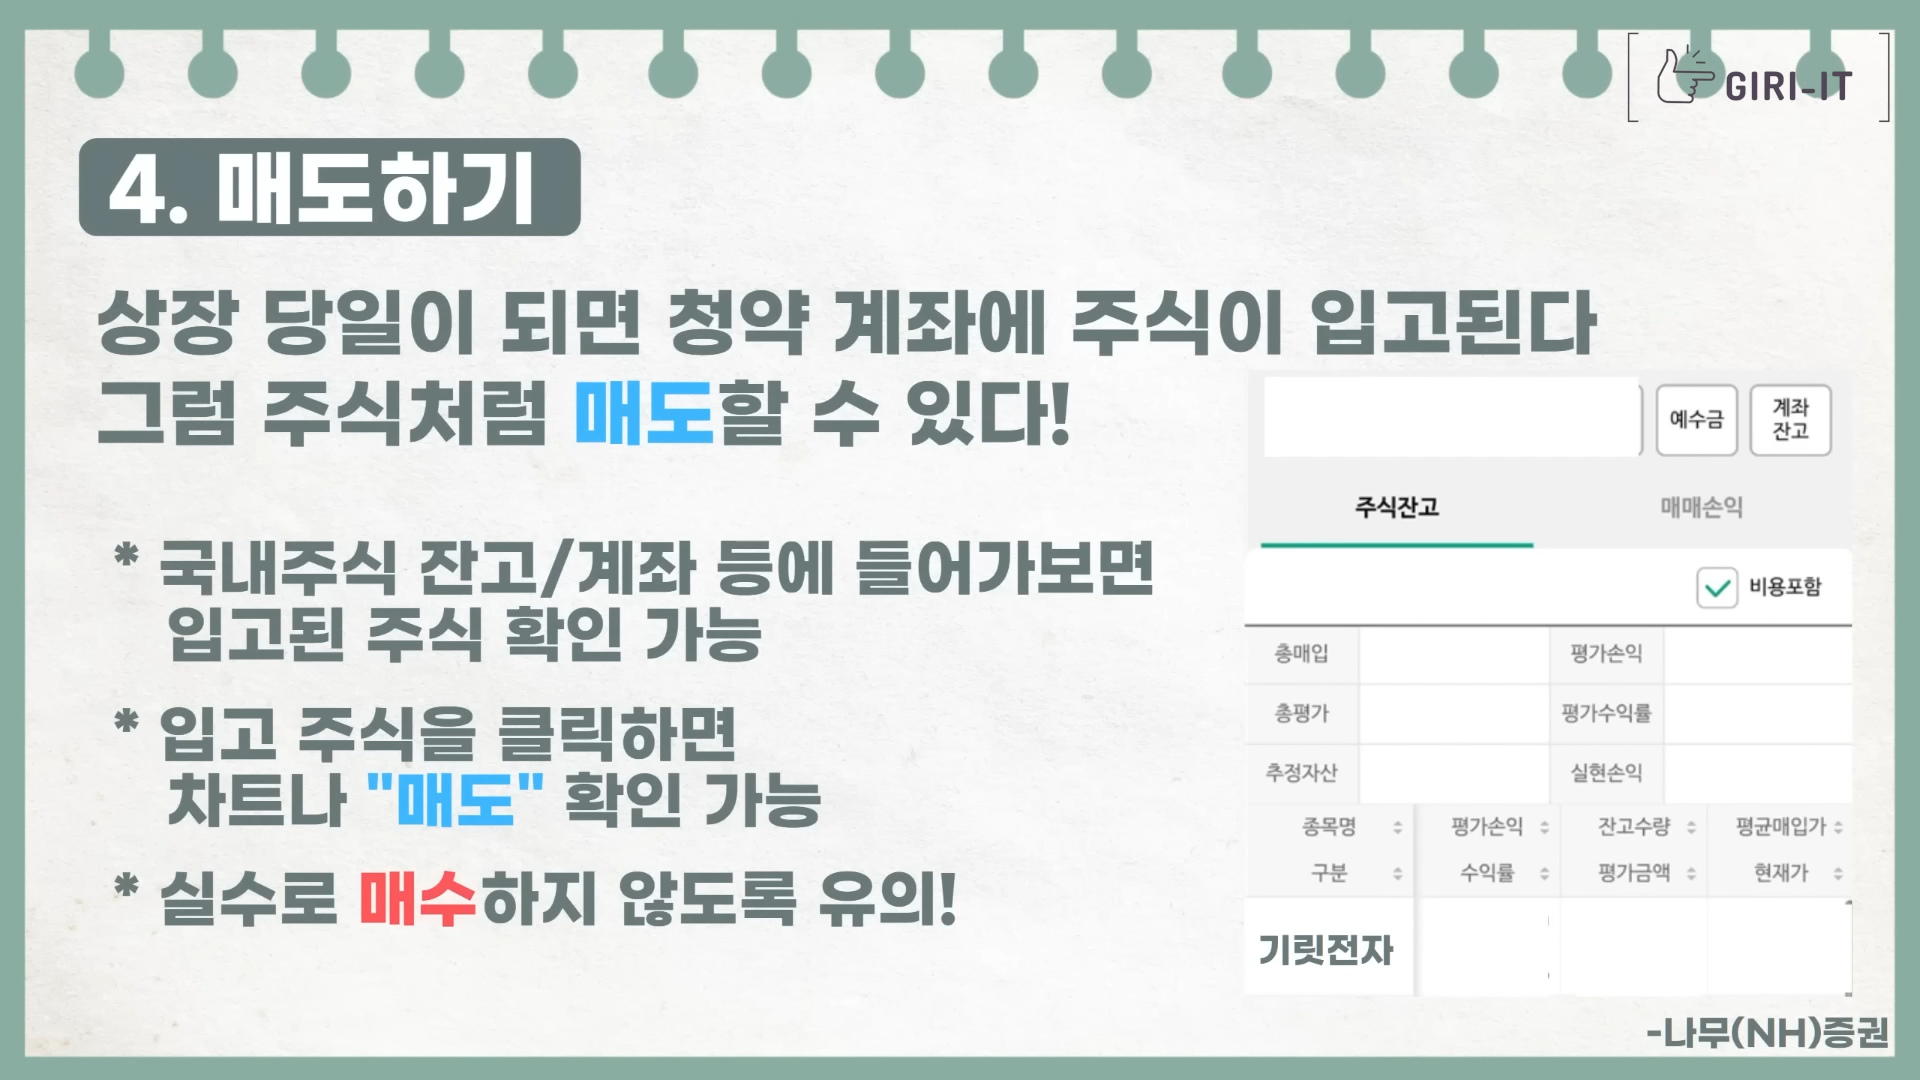 GIRI-IT
4. 매도하기
상장 당일이 되면 청약 계좌에 주식이 입고된다
그럼 주식처럼 매도할 수 있다!
* 국내주식 잔고/계좌 등에 들어가보면
입고된 주식 확인 가능
* 입고 주식을 클릭하면
차트나 "매도" 확인 가능
* 실수로 매수하지 않도록 유의!
예수금
계좌
잔고
주식잔고 매매손익
비용포함
총매입 평가손익
총평가 평가수익률
추정자산 실현손익
종목명 평가손익 잔고수량 평균매입가
구분 수익률 평가금액 현재가
기릿전자
-나무(NH)증권